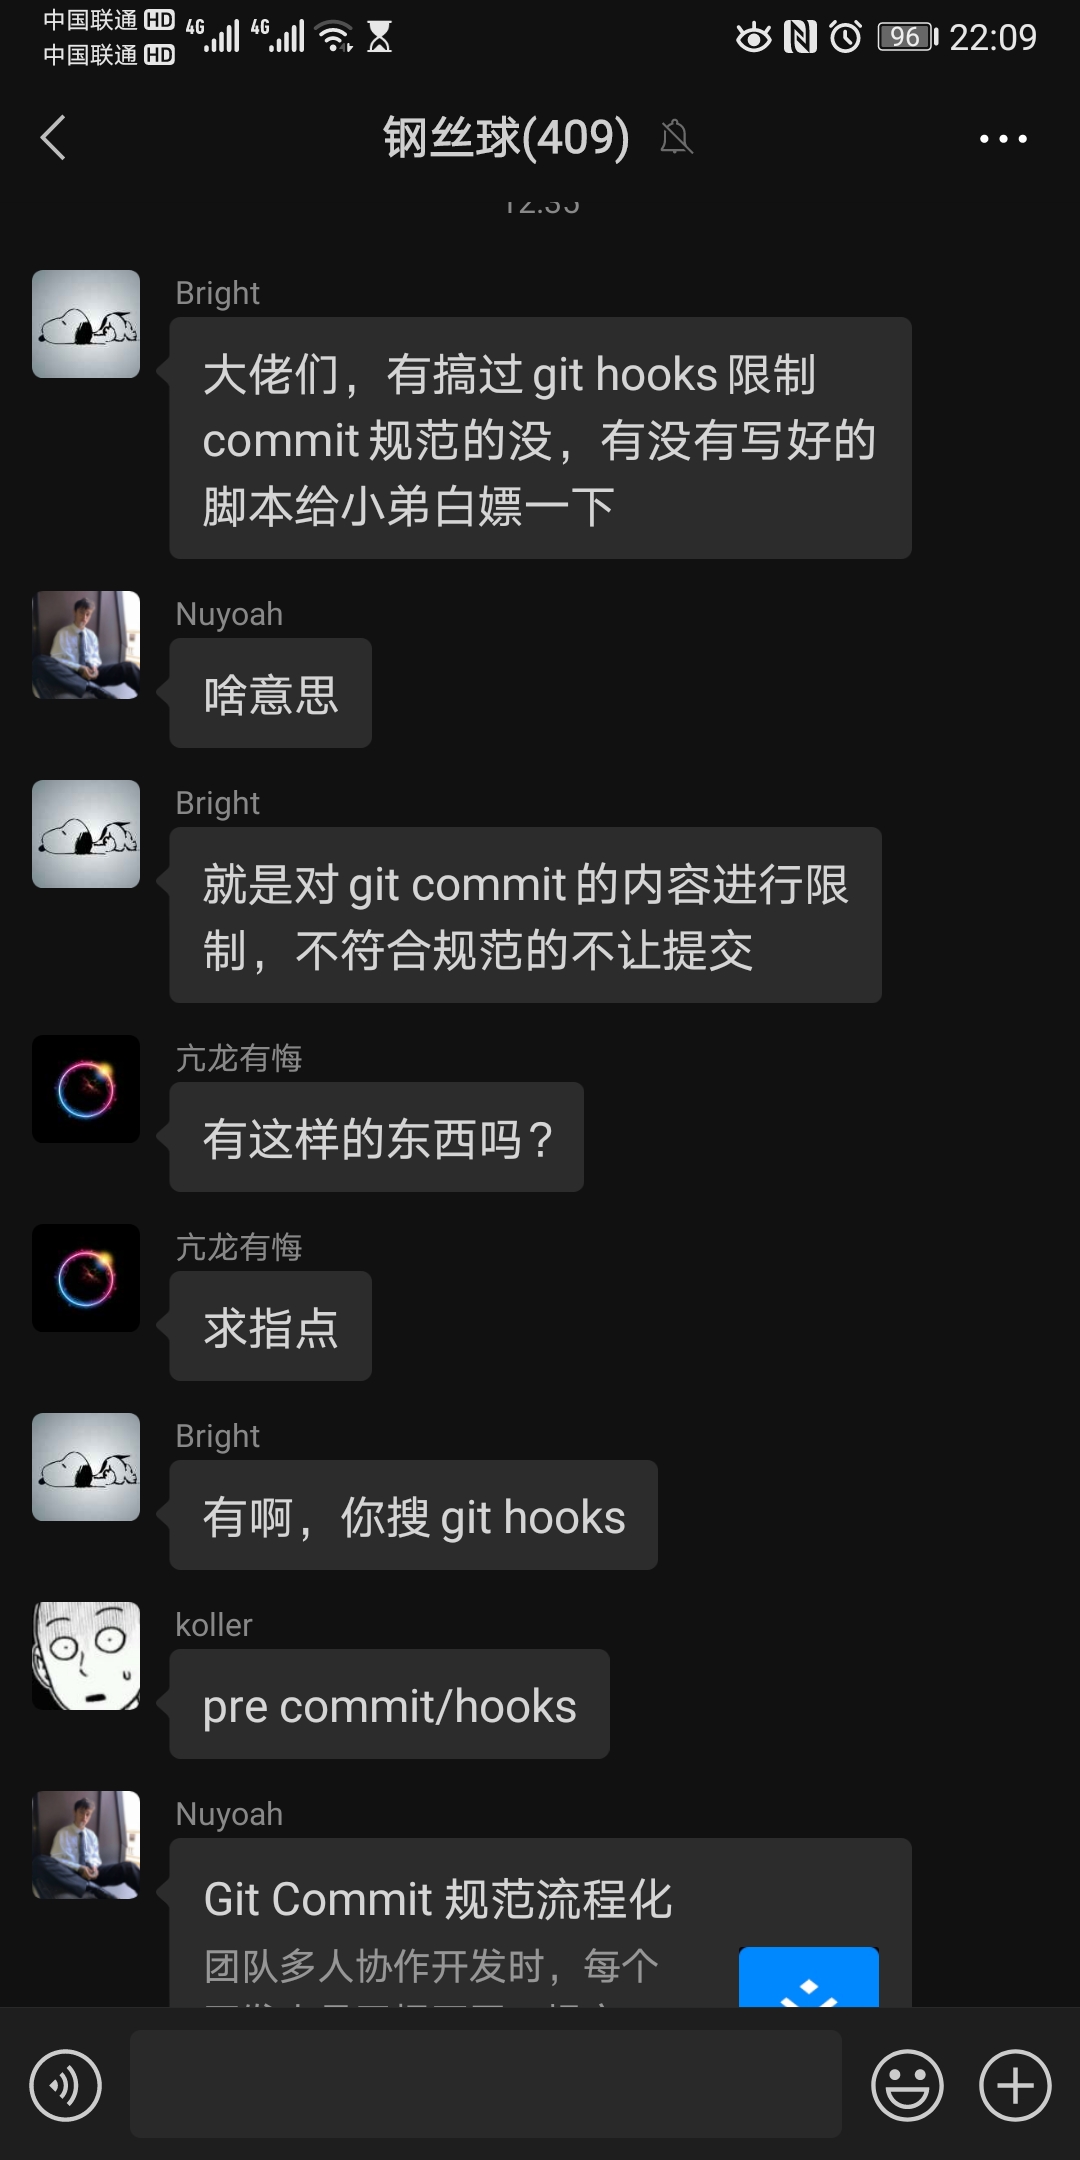 中国联通 HD 4G 4G 96 22:09
中国联通 HD
钢丝球(409)
12:35
Bright
大佬们，有搞过 git hooks 限制
commit 规范的没，有没有写好的
脚本给小弟白嫖一下
Nuyoah
啥意思
Bright
就是对 git commit 的内容进行限
制，不符合规范的不让提交
亢龙有悔
有这样的东西吗？
亢龙有悔
求指点
Bright
有啊，你搜 git hooks
koller
pre commit/hooks
Nuyoah
Git Commit 规范流程化
团队多人协作开发时，每个